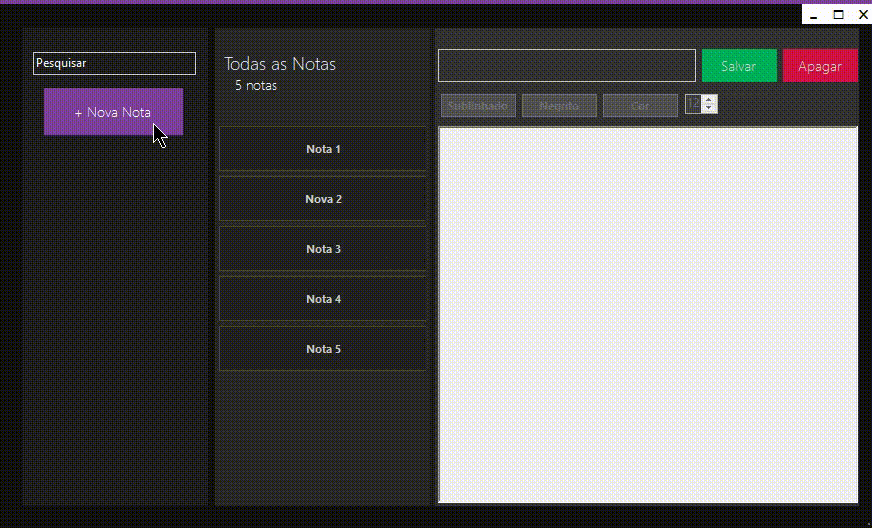 Pesquisar
+ Nova Nota
Todas as Notas
5 notas
Nota 1
Nova 2
Nota 3
Nota 4
Nota 5
Salvar
Apagar
Sublinhado
Negrito
Cor
12